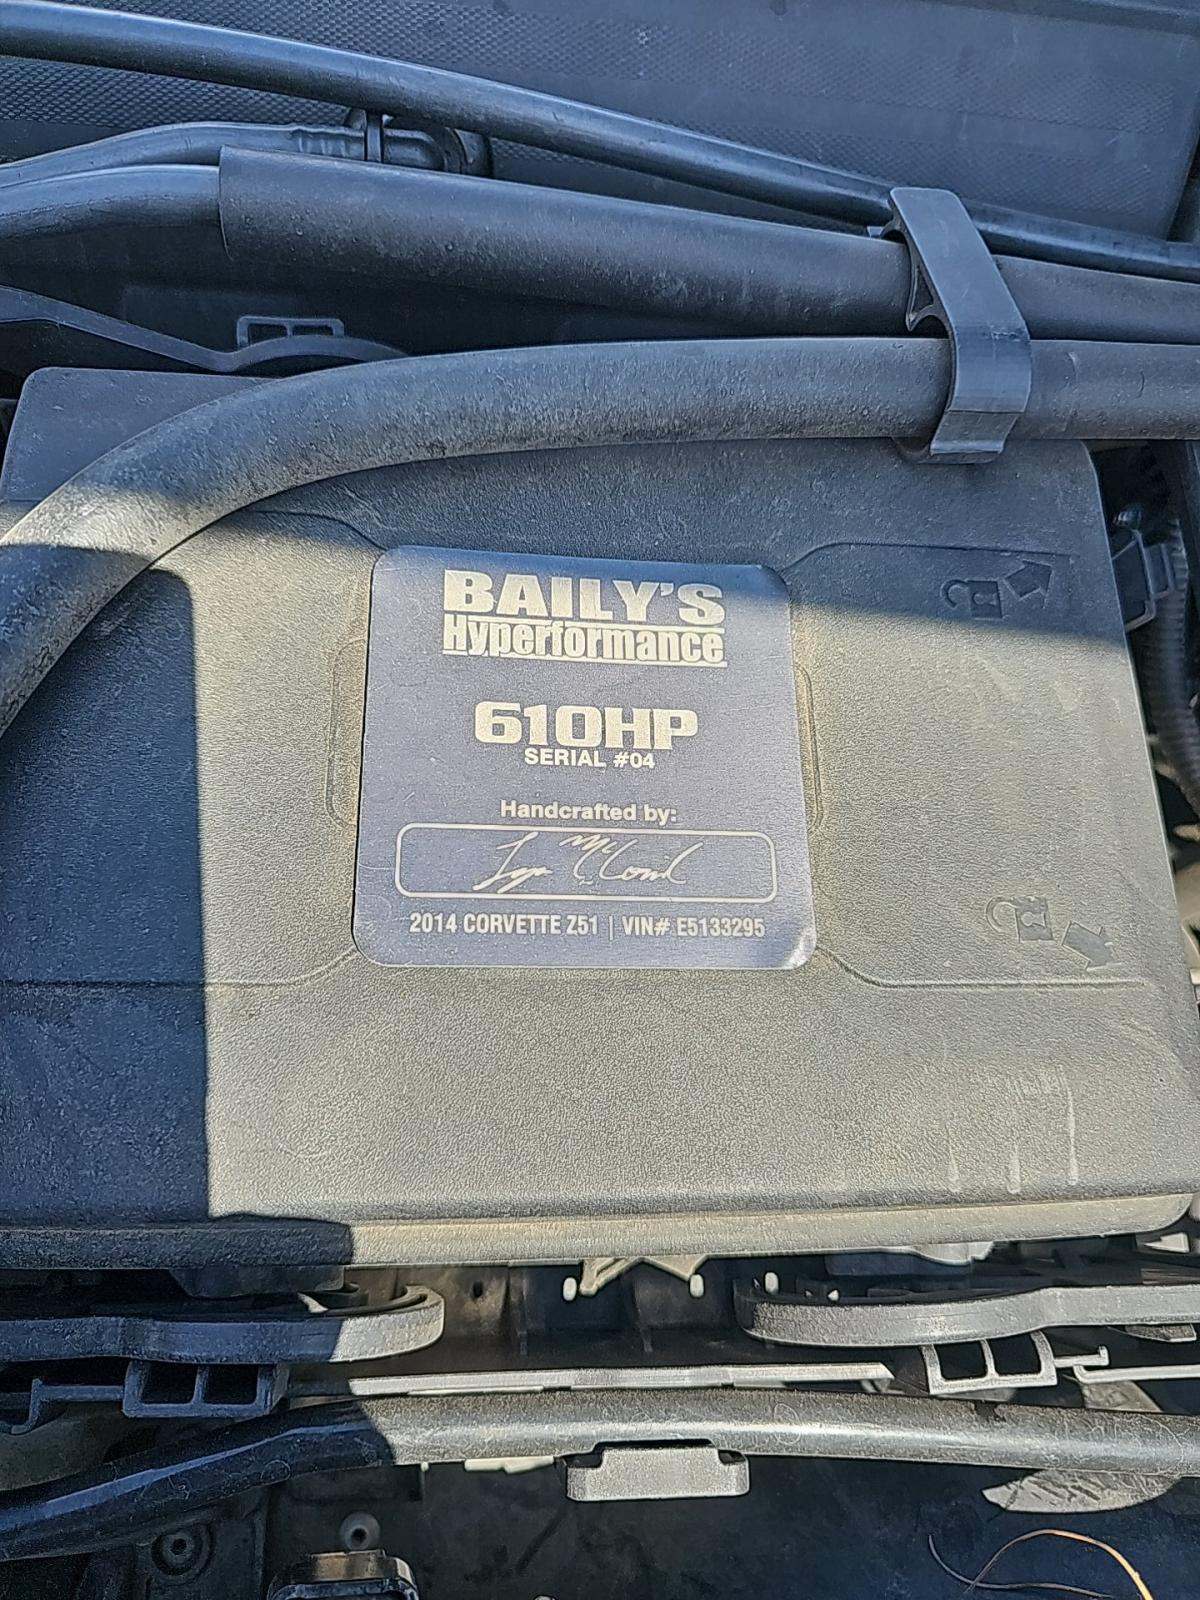 BAILY'S
Hyperformance
610HP
SERIAL #04
Handcrafted by:
2014 CORVETTE Z51 | VIN# E5133295